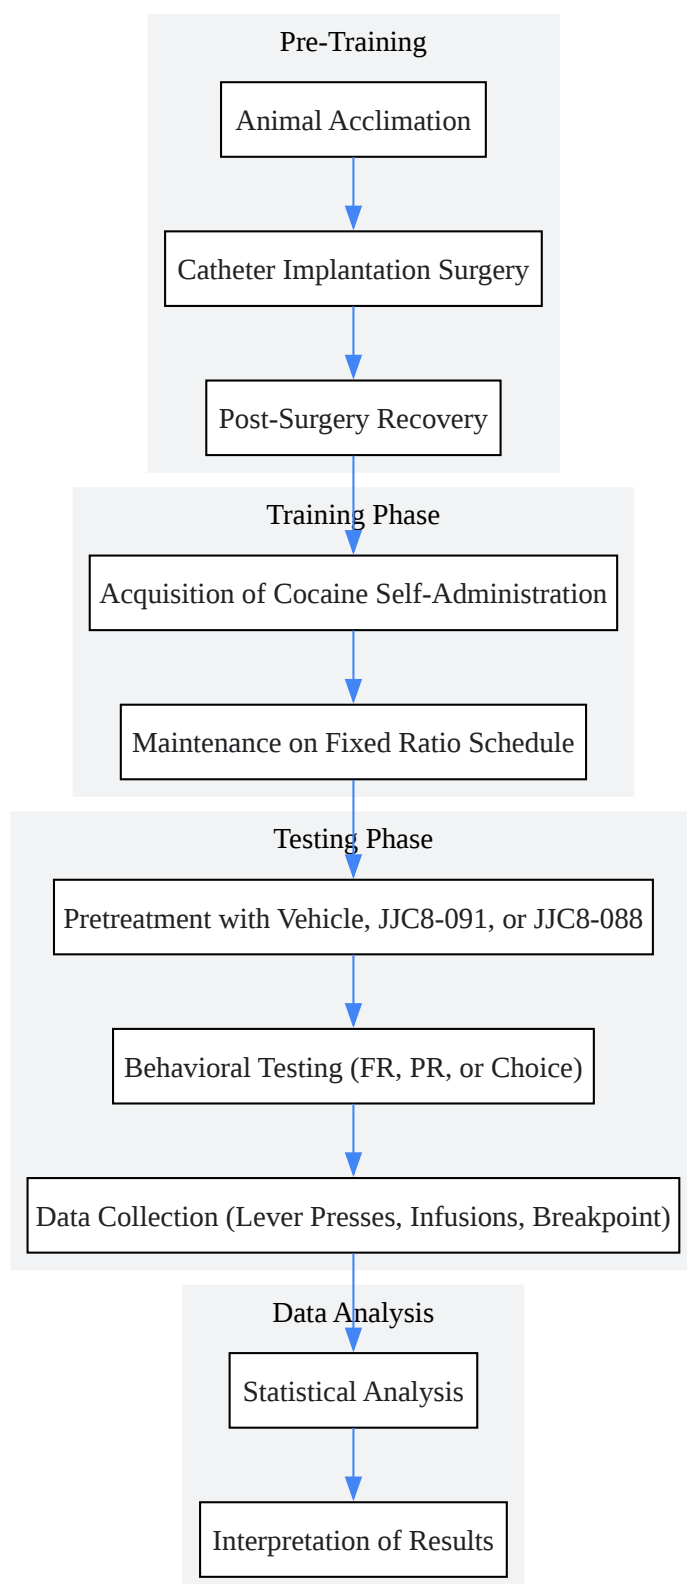 Pre-Training
Animal Acclimation
Catheter Implantation Surgery
Post-Surgery Recovery
Training Phase
Acquisition of Cocaine Self-Administration
Maintenance on Fixed Ratio Schedule
Testing Phase
Pretreatment with Vehicle, JJC8-091, or JJC8-088
Behavioral Testing (FR, PR, or Choice)
Data Collection (Lever Presses, Infusions, Breakpoint)
Data Analysis
Statistical Analysis
Interpretation of Results